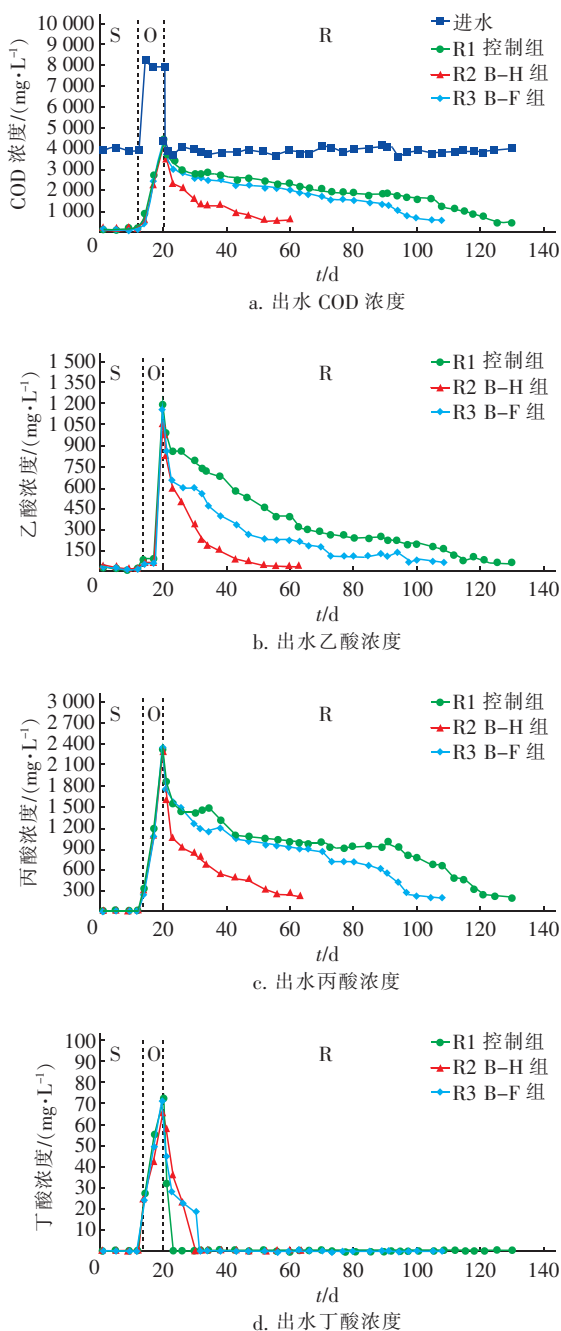 10 000
9 000
8 000
7 000
6 000
5 000
4 000
3 000
2 000
1 000
0
COD 浓度/(mg·L⁻¹)
S O R
进水
R1 控制组
R2 B-H 组
R3 B-F 组
20 40 60 80 100 120 140
t/d
a. 出水 COD 浓度
1 500
1 350
1 200
1 050
900
750
600
450
300
150
0
乙酸浓度/(mg·L⁻¹)
S O R
R1 控制组
R2 B-H 组
R3 B-F 组
20 40 60 80 100 120 140
t/d
b. 出水乙酸浓度
3 000
2 700
2 400
2 100
1 800
1 500
1 200
900
600
300
0
丙酸浓度/(mg·L⁻¹)
S O R
R1 控制组
R2 B-H 组
R3 B-F 组
20 40 60 80 100 120 140
t/d
c. 出水丙酸浓度
100
90
80
70
60
50
40
30
20
10
0
丁酸浓度/(mg·L⁻¹)
S O R
R1 控制组
R2 B-H 组
R3 B-F 组
20 40 60 80 100 120 140
t/d
d. 出水丁酸浓度